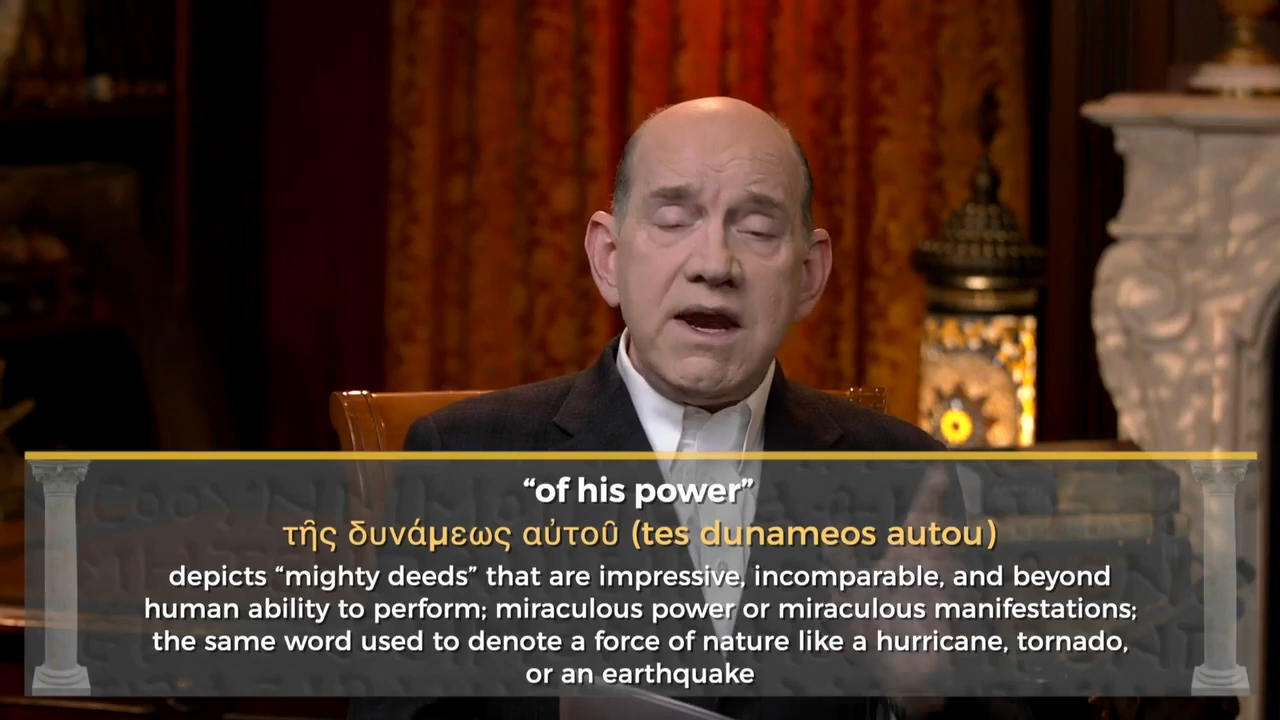 “of his power”
τῆς δυνάμεως αὐτοῦ (tes dunameos autou)
depicts “mighty deeds” that are impressive, incomparable, and beyond
human ability to perform; miraculous power or miraculous manifestations;
the same word used to denote a force of nature like a hurricane, tornado,
or an earthquake